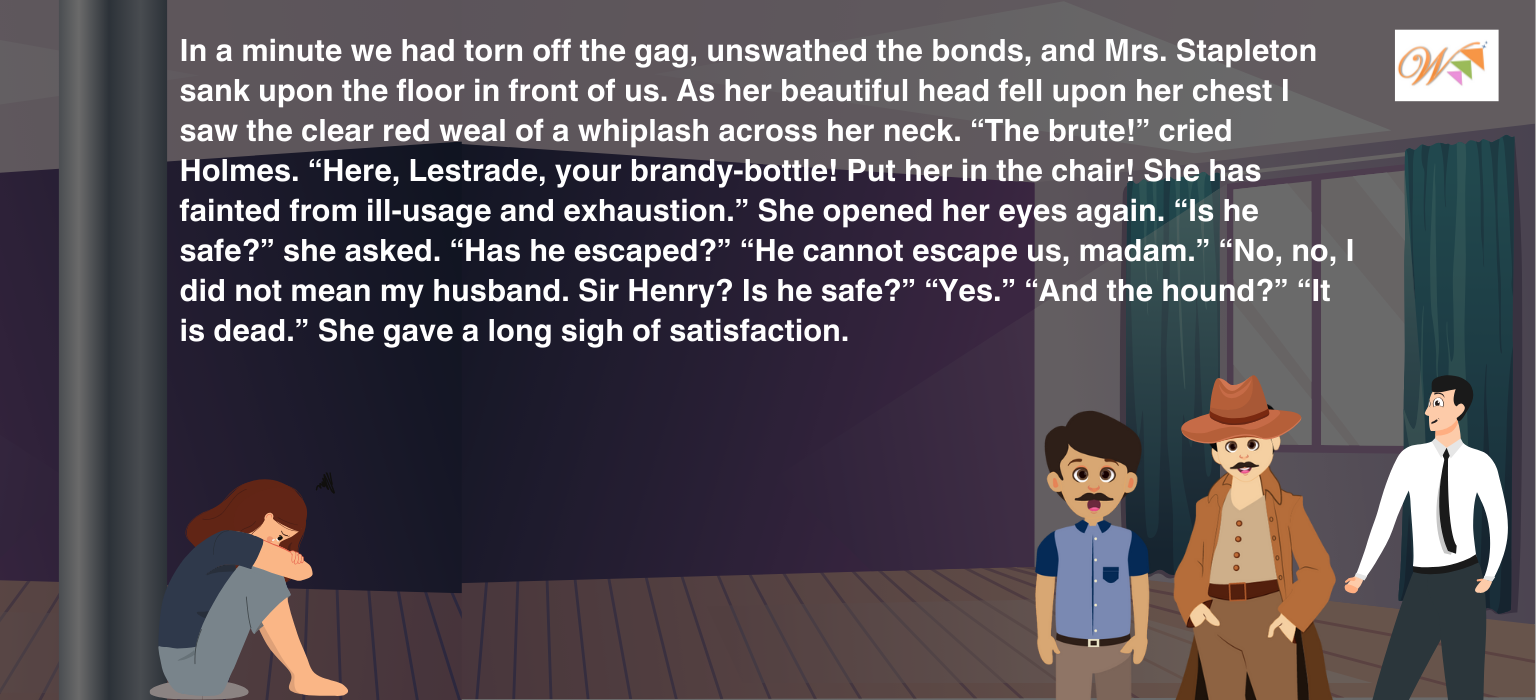 In a minute we had torn off the gag, unswathed the bonds, and Mrs. Stapleton
sank upon the floor in front of us. As her beautiful head fell upon her chest I
saw the clear red weal of a whiplash across her neck. “The brute!” cried
Holmes. “Here, Lestrade, your brandy-bottle! Put her in the chair! She has
fainted from ill-usage and exhaustion.” She opened her eyes again. “Is he
safe?” she asked. “Has he escaped?” “He cannot escape us, madam.” “No, no, I
did not mean my husband. Sir Henry? Is he safe?” “Yes.” “And the hound?” “It
is dead.” She gave a long sigh of satisfaction.
W